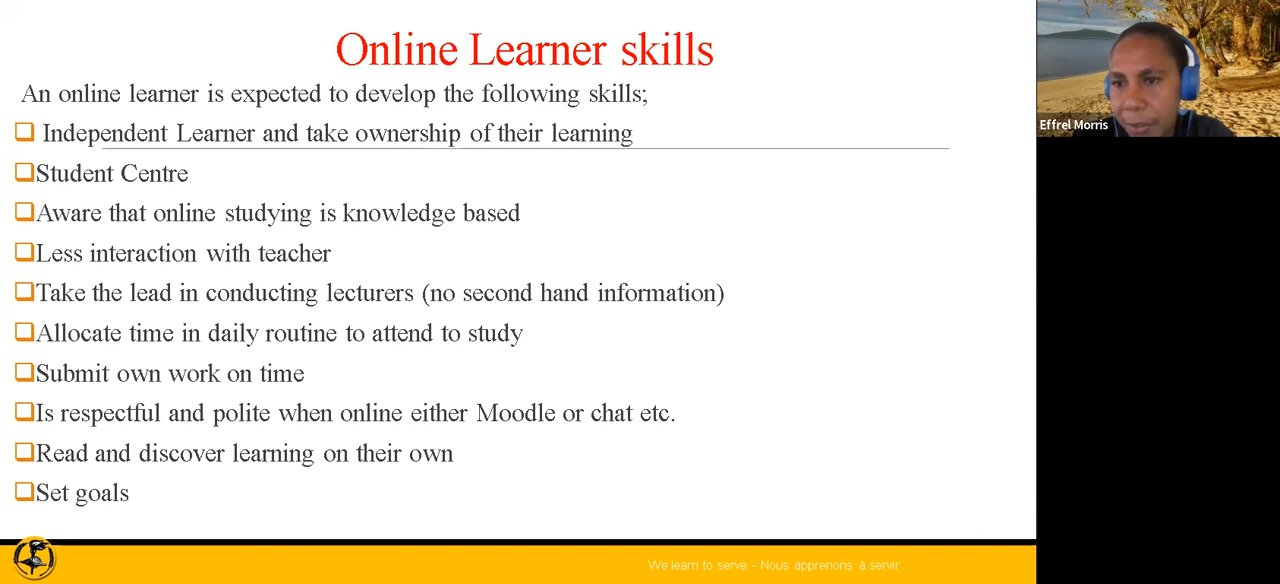 Online Learner skills
An online learner is expected to develop the following skills;
Independent Learner and take ownership of their learning
Student Centre
Aware that online studying is knowledge based
Less interaction with teacher
Take the lead in conducting lecturers (no second hand information)
Allocate time in daily routine to attend to study
Submit own work on time
Is respectful and polite when online either Moodle or chat etc.
Read and discover learning on their own
Set goals
We learn to serve - Nous apprenons à servir
Effrel Morris